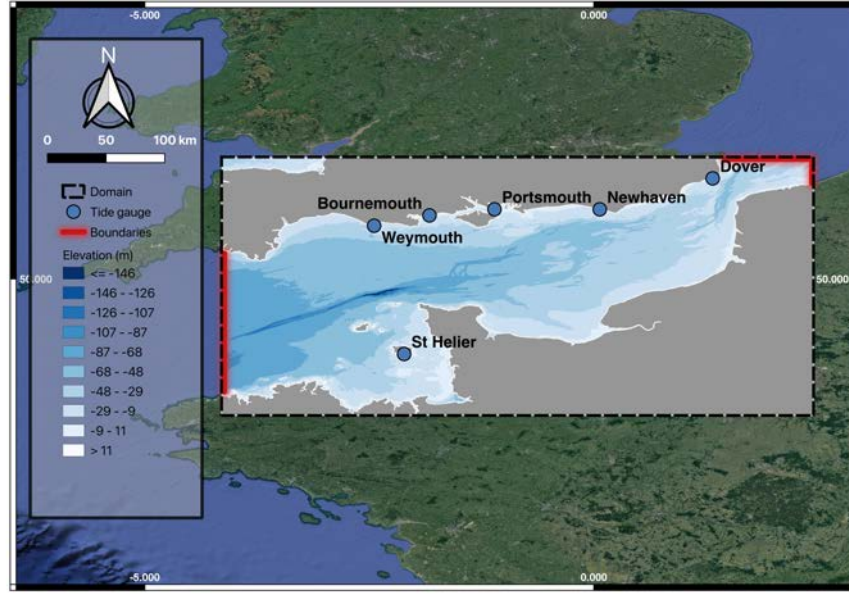 -5.000 0.000
N
0 50 100 km
Domain
Tide gauge
Boundaries
Elevation (m)
<= -146
-146 - -126
-126 - -107
-107 - -87
-87 - -68
-68 - -48
-48 - -29
-29 - -9
-9 - 11
> 11
Dover
Bournemouth
Portsmouth
Newhaven
Weymouth
50.000 50.000
St Helier
-5.000 0.000